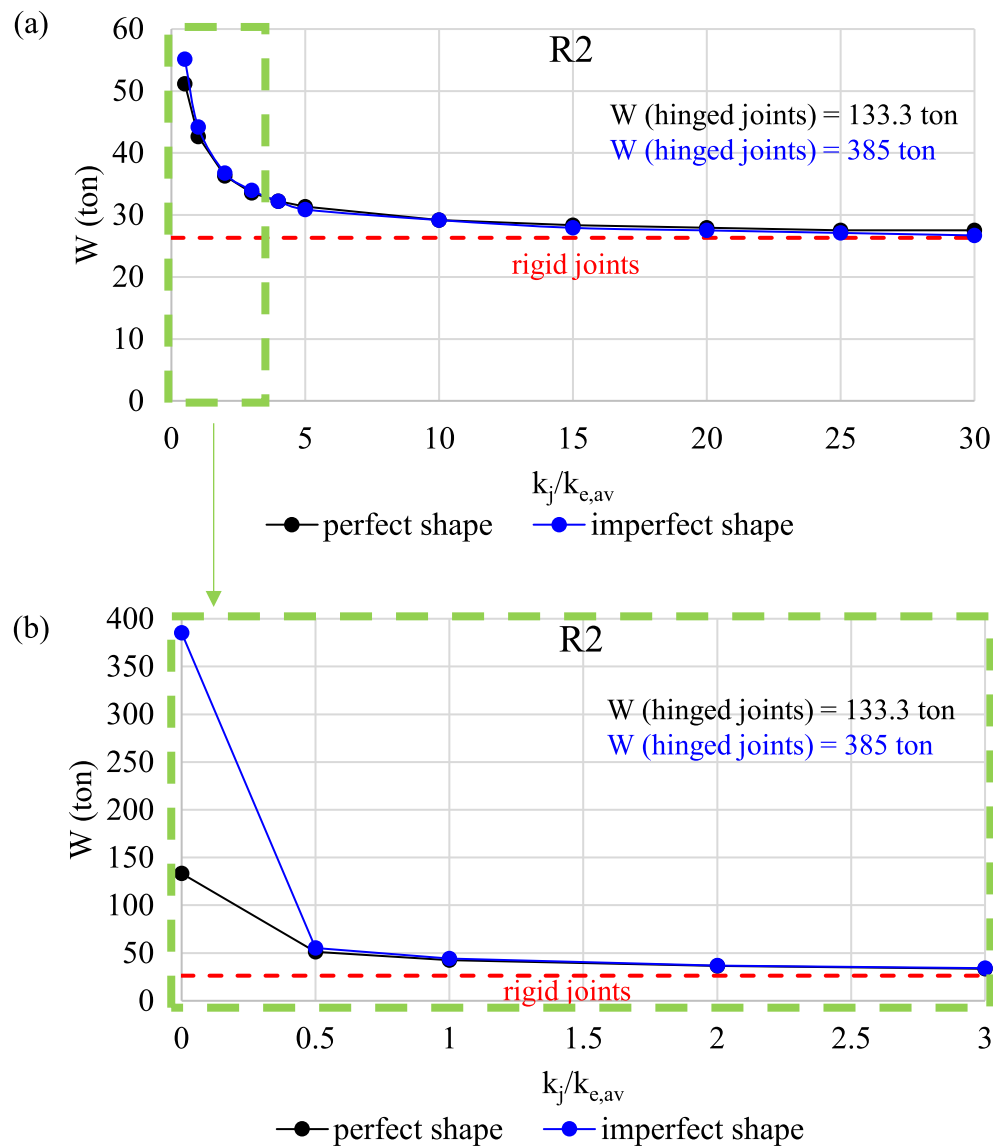 (a)
R2
W (hinged joints) = 133.3 ton
W (hinged joints) = 385 ton
W (ton)
60
50
40
30
20
10
0
rigid joints
0 5 10 15 20 25 30
kj/ke,av
perfect shape imperfect shape
(b)
R2
W (hinged joints) = 133.3 ton
W (hinged joints) = 385 ton
W (ton)
400
350
300
250
200
150
100
50
0
rigid joints
0 0.5 1 1.5 2 2.5 3
kj/ke,av
perfect shape imperfect shape